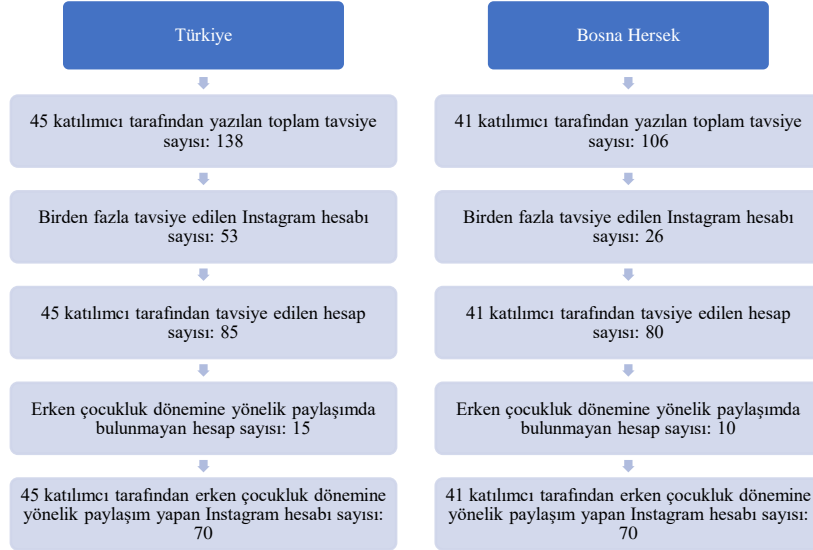 Türkiye
45 katılımcı tarafından yazılan toplam tavsiye
sayısı: 138
Birden fazla tavsiye edilen Instagram hesabı
sayısı: 53
45 katılımcı tarafından tavsiye edilen hesap
sayısı: 85
Erken çocukluk dönemine yönelik paylaşımda
bulunmayan hesap sayısı: 15
45 katılımcı tarafından erken çocukluk dönemine
yönelik paylaşım yapan Instagram hesabı sayısı:
70
Bosna Hersek
41 katılımcı tarafından yazılan toplam tavsiye
sayısı: 106
Birden fazla tavsiye edilen Instagram hesabı
sayısı: 26
41 katılımcı tarafından tavsiye edilen hesap
sayısı: 80
Erken çocukluk dönemine yönelik paylaşımda
bulunmayan hesap sayısı: 10
41 katılımcı tarafından erken çocukluk dönemine
yönelik paylaşım yapan Instagram hesabı sayısı:
70